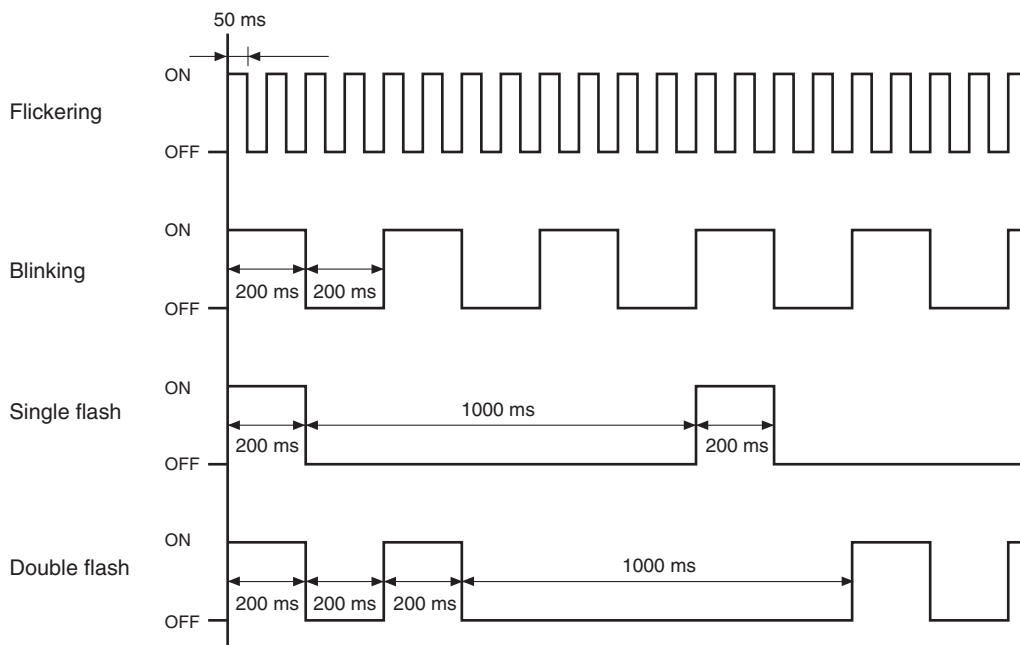 50 ms
ON
Flickering
OFF
ON
Blinking
200 ms 200 ms
OFF
ON
Single flash
1000 ms
200 ms 200 ms
OFF
ON
Double flash
1000 ms
200 ms 200 ms 200 ms
OFF